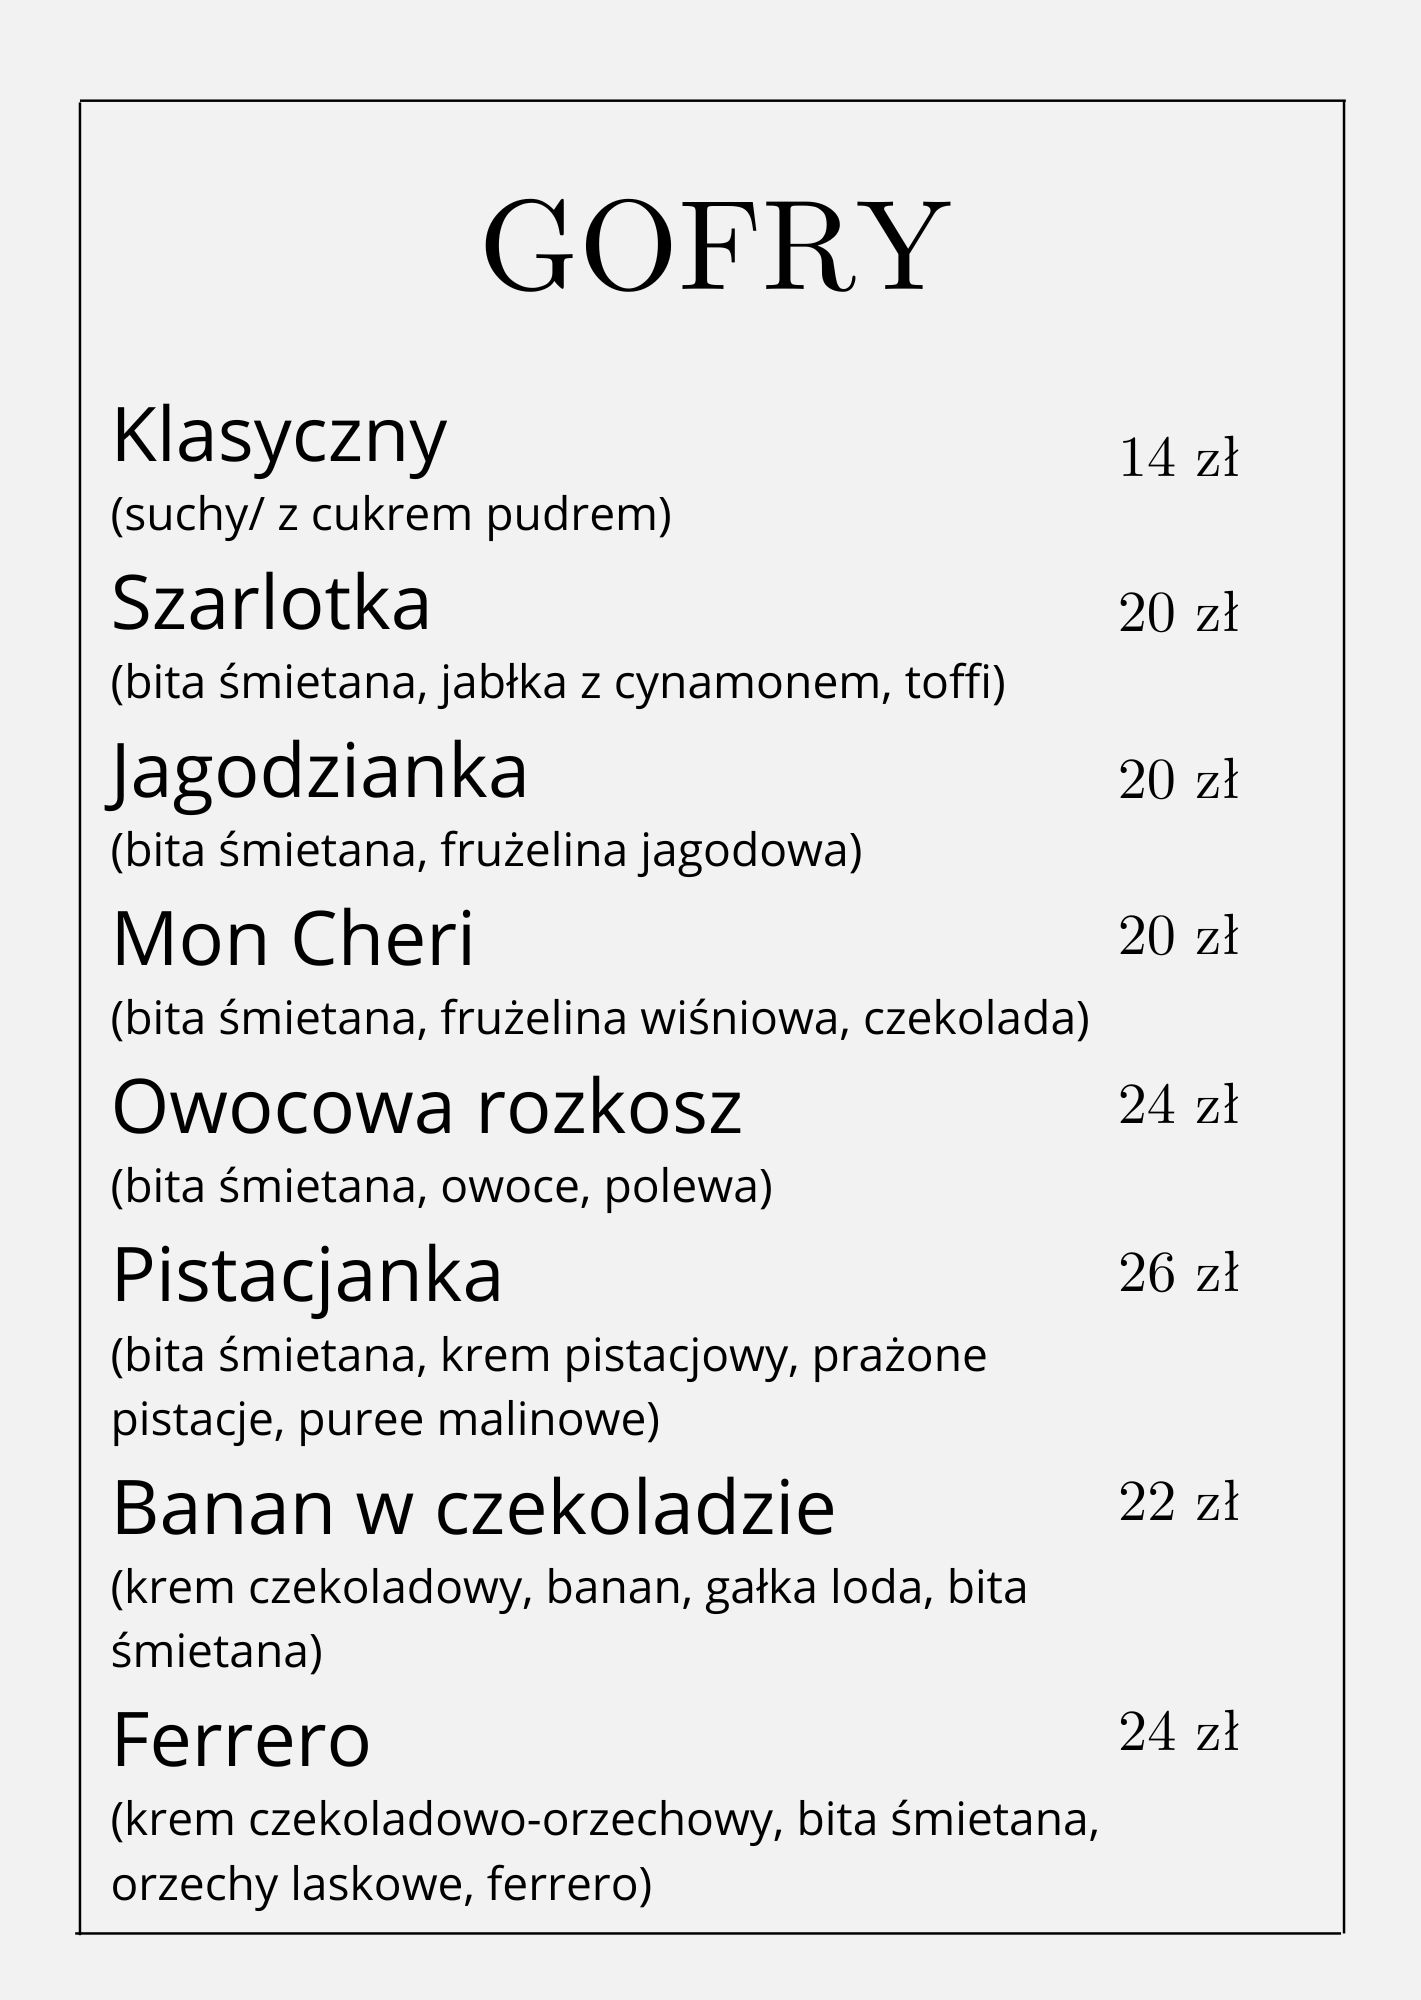 GOFRY
Klasyczny 14 zł
(suchy/ z cukrem pudrem)
Szarlotka 20 zł
(bita śmietana, jabłka z cynamonem, toffi)
Jagodzianka 20 zł
(bita śmietana, frużelina jagodowa)
Mon Cheri 20 zł
(bita śmietana, frużelina wiśniowa, czekolada)
Owocowa rozkosz 24 zł
(bita śmietana, owoce, polewa)
Pistacjanka 26 zł
(bita śmietana, krem pistacjowy, prażone
pistacje, puree malinowe)
Banan w czekoladzie 22 zł
(krem czekoladowy, banan, gałka loda, bita
śmietana)
Ferrero 24 zł
(krem czekoladowo-orzechowy, bita śmietana,
orzechy laskowe, ferrero)